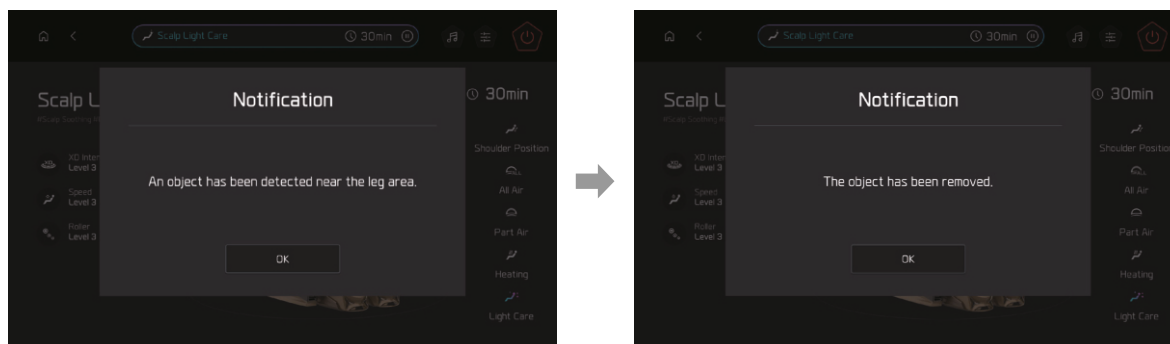 Scalp Light Care
30min
Scalp L
30min
Notification
An object has been detected near the leg area.
OK
XD Inter
Level 3
Speed
Level 3
Roller
Level 3
Shoulder Position
All Air
Part Air
Heating
Light Care
Scalp Light Care
30min
Scalp L
30min
Notification
The object has been removed.
OK
XD Inter
Level 3
Speed
Level 3
Roller
Level 3
Shoulder Positio
All Air
Part Air
Heating
Light Care